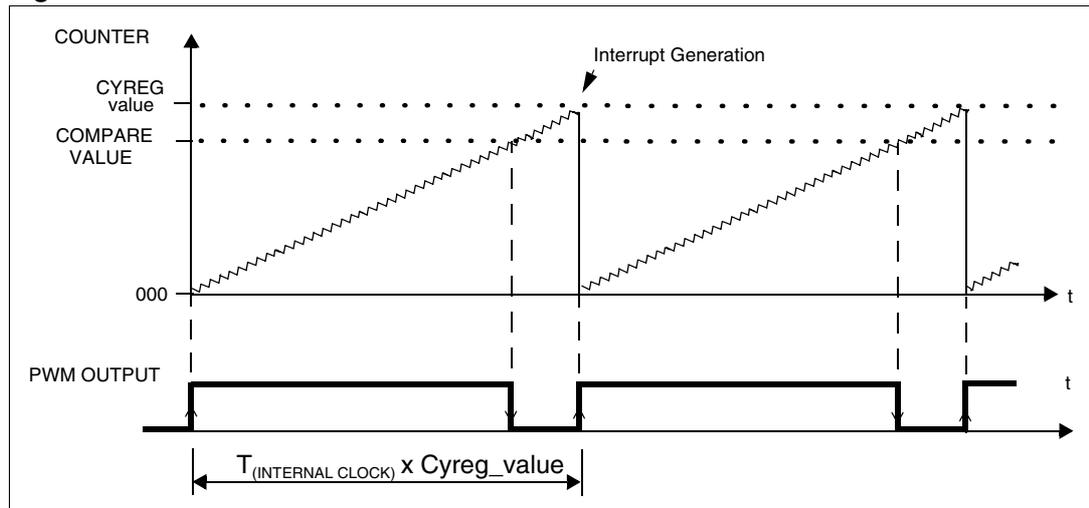 COUNTER
Interrupt Generation
CYREG
value
COMPARE
VALUE
000
t
PWM OUTPUT
t
T(INTERNAL CLOCK) x Cyreg_value